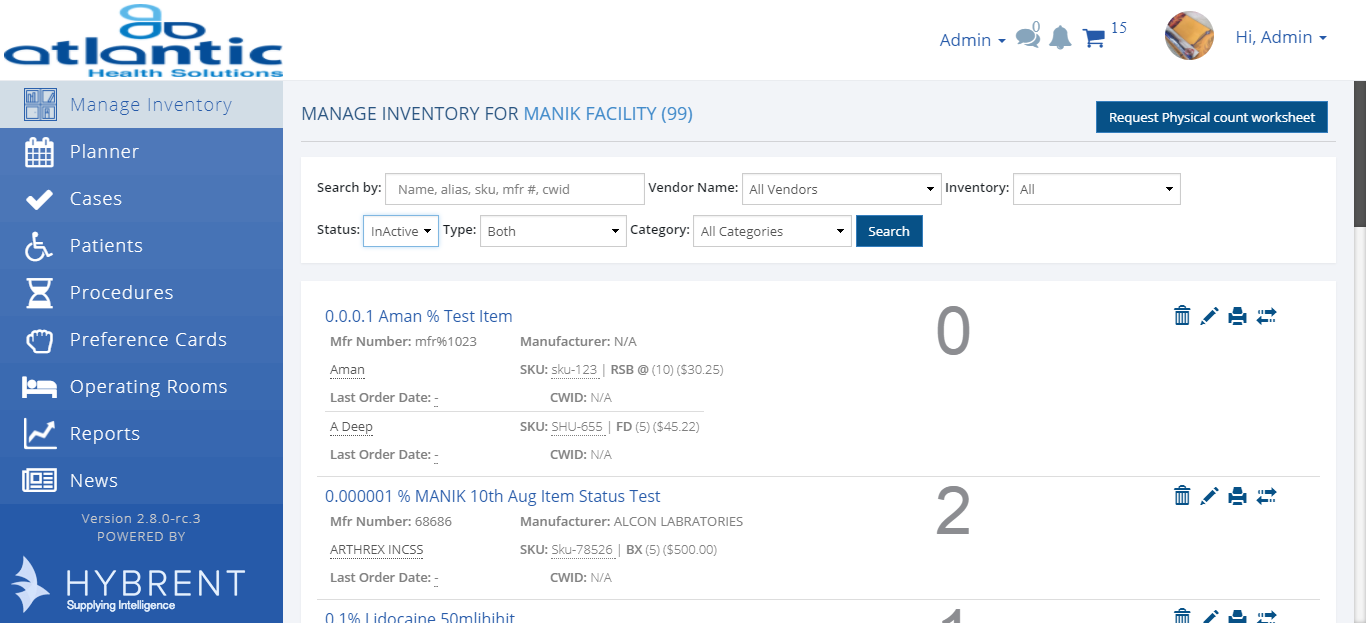 atlantic
Health Solutions
Admin
0
15
Hi, Admin
Manage Inventory
Planner
Cases
Patients
Procedures
Preference Cards
Operating Rooms
Reports
News
Version 2.8.0-rc.3
POWERED BY
HYBRENT
Supplying Intelligence
MANAGE INVENTORY FOR MANIK FACILITY (99)
Request Physical count worksheet
Search by: Name, alias, sku, mfr #, cwid Vendor Name: All Vendors Inventory: All
Status: InActive Type: Both Category: All Categories Search
0.0.0.1 Aman % Test Item
0
Mfr Number: mfr%1023 Manufacturer: N/A
Aman SKU: sku-123 | RSB @ (10) ($30.25)
Last Order Date: - CWID: N/A
A Deep SKU: SHU-655 | FD (5) ($45.22)
Last Order Date: - CWID: N/A
0.000001 % MANIK 10th Aug Item Status Test
2
Mfr Number: 68686 Manufacturer: ALCON LABRATORIES
ARTHREX INCSS SKU: Sku-78526 | BX (5) ($500.00)
Last Order Date: - CWID: N/A
0.1% Lidocaine 50mlihihit
1